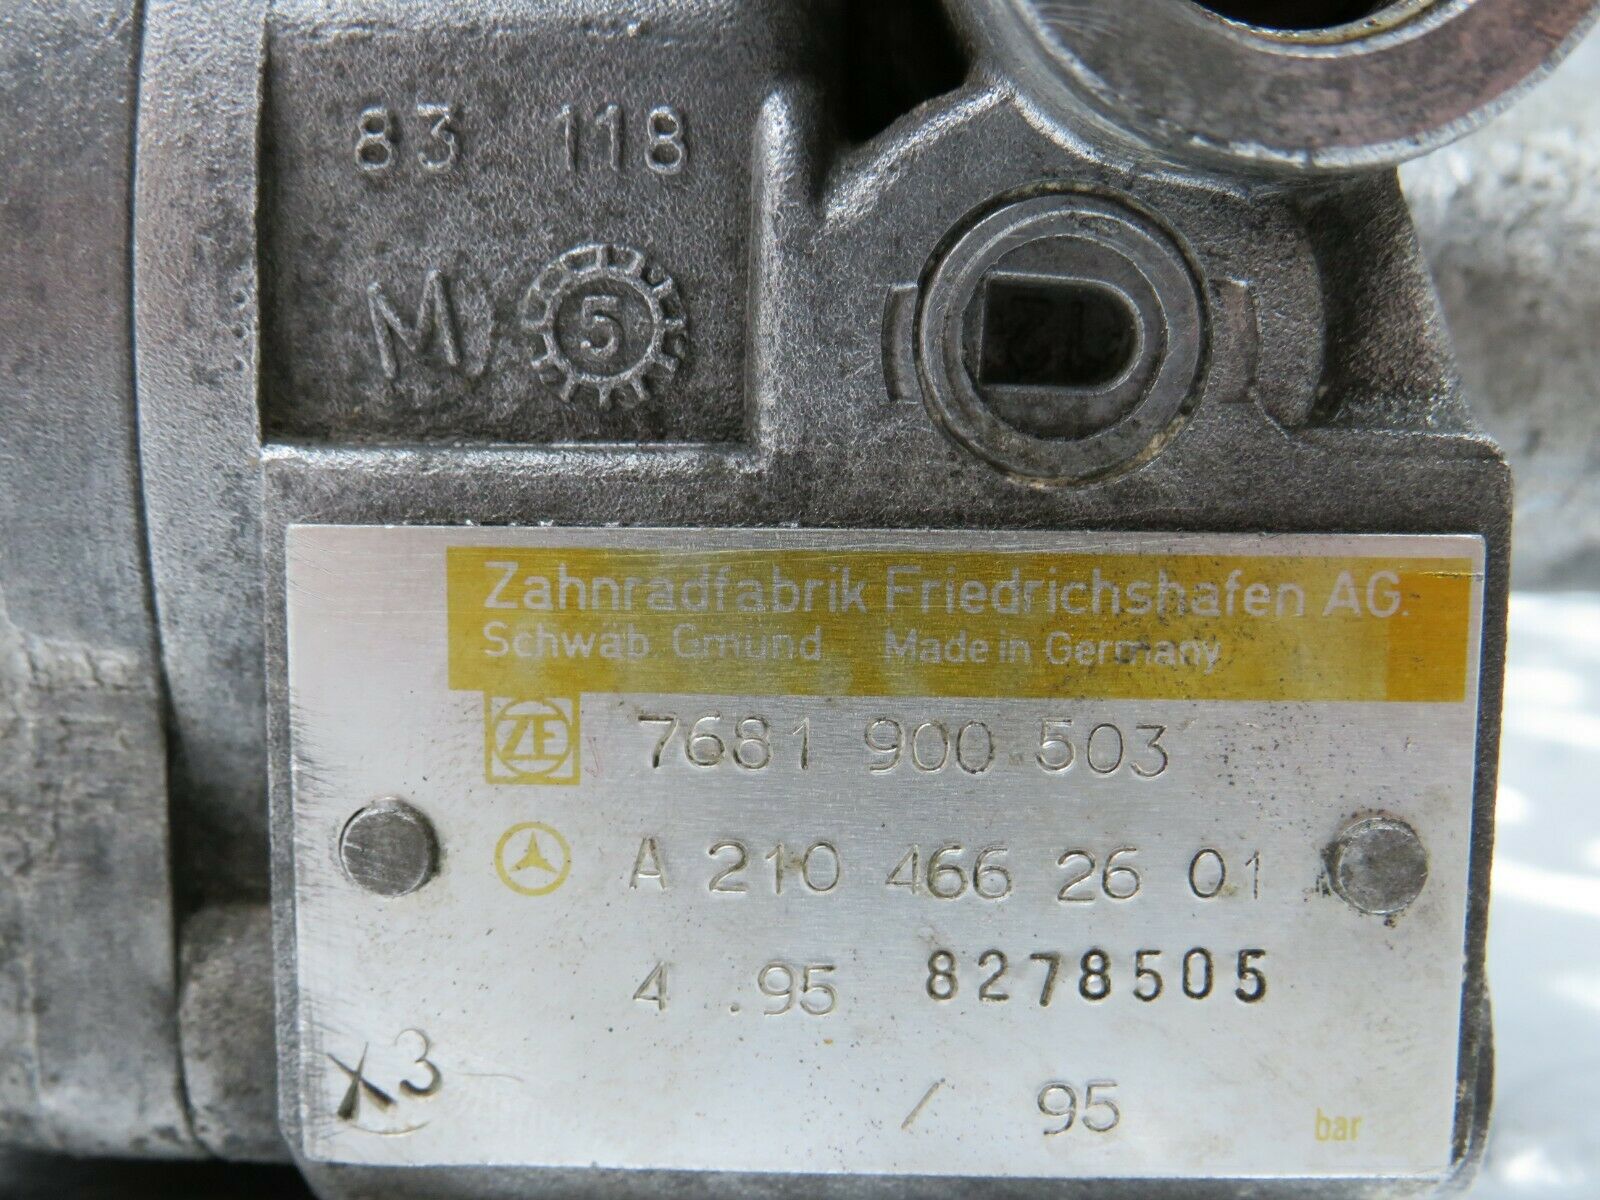 83 118
M 5
Zahnradfabrik Friedrichshafen AG.
Schwäb. Gmünd Made in Germany
ZF 7681 900 503
A 210 466 26 01
4 .95 8278505
X3
/ 95 bar